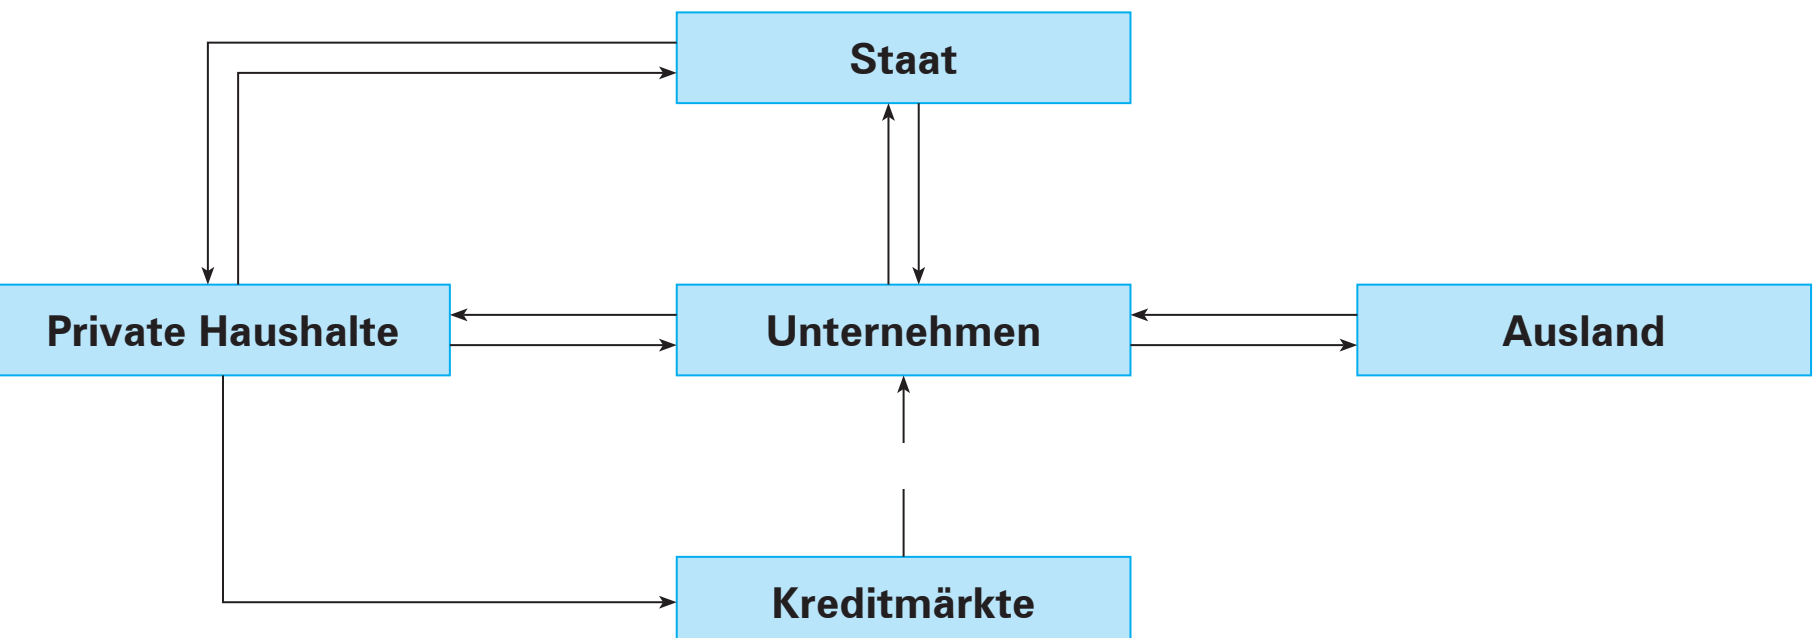 Staat
Private Haushalte
Unternehmen
Ausland
Kreditmärkte